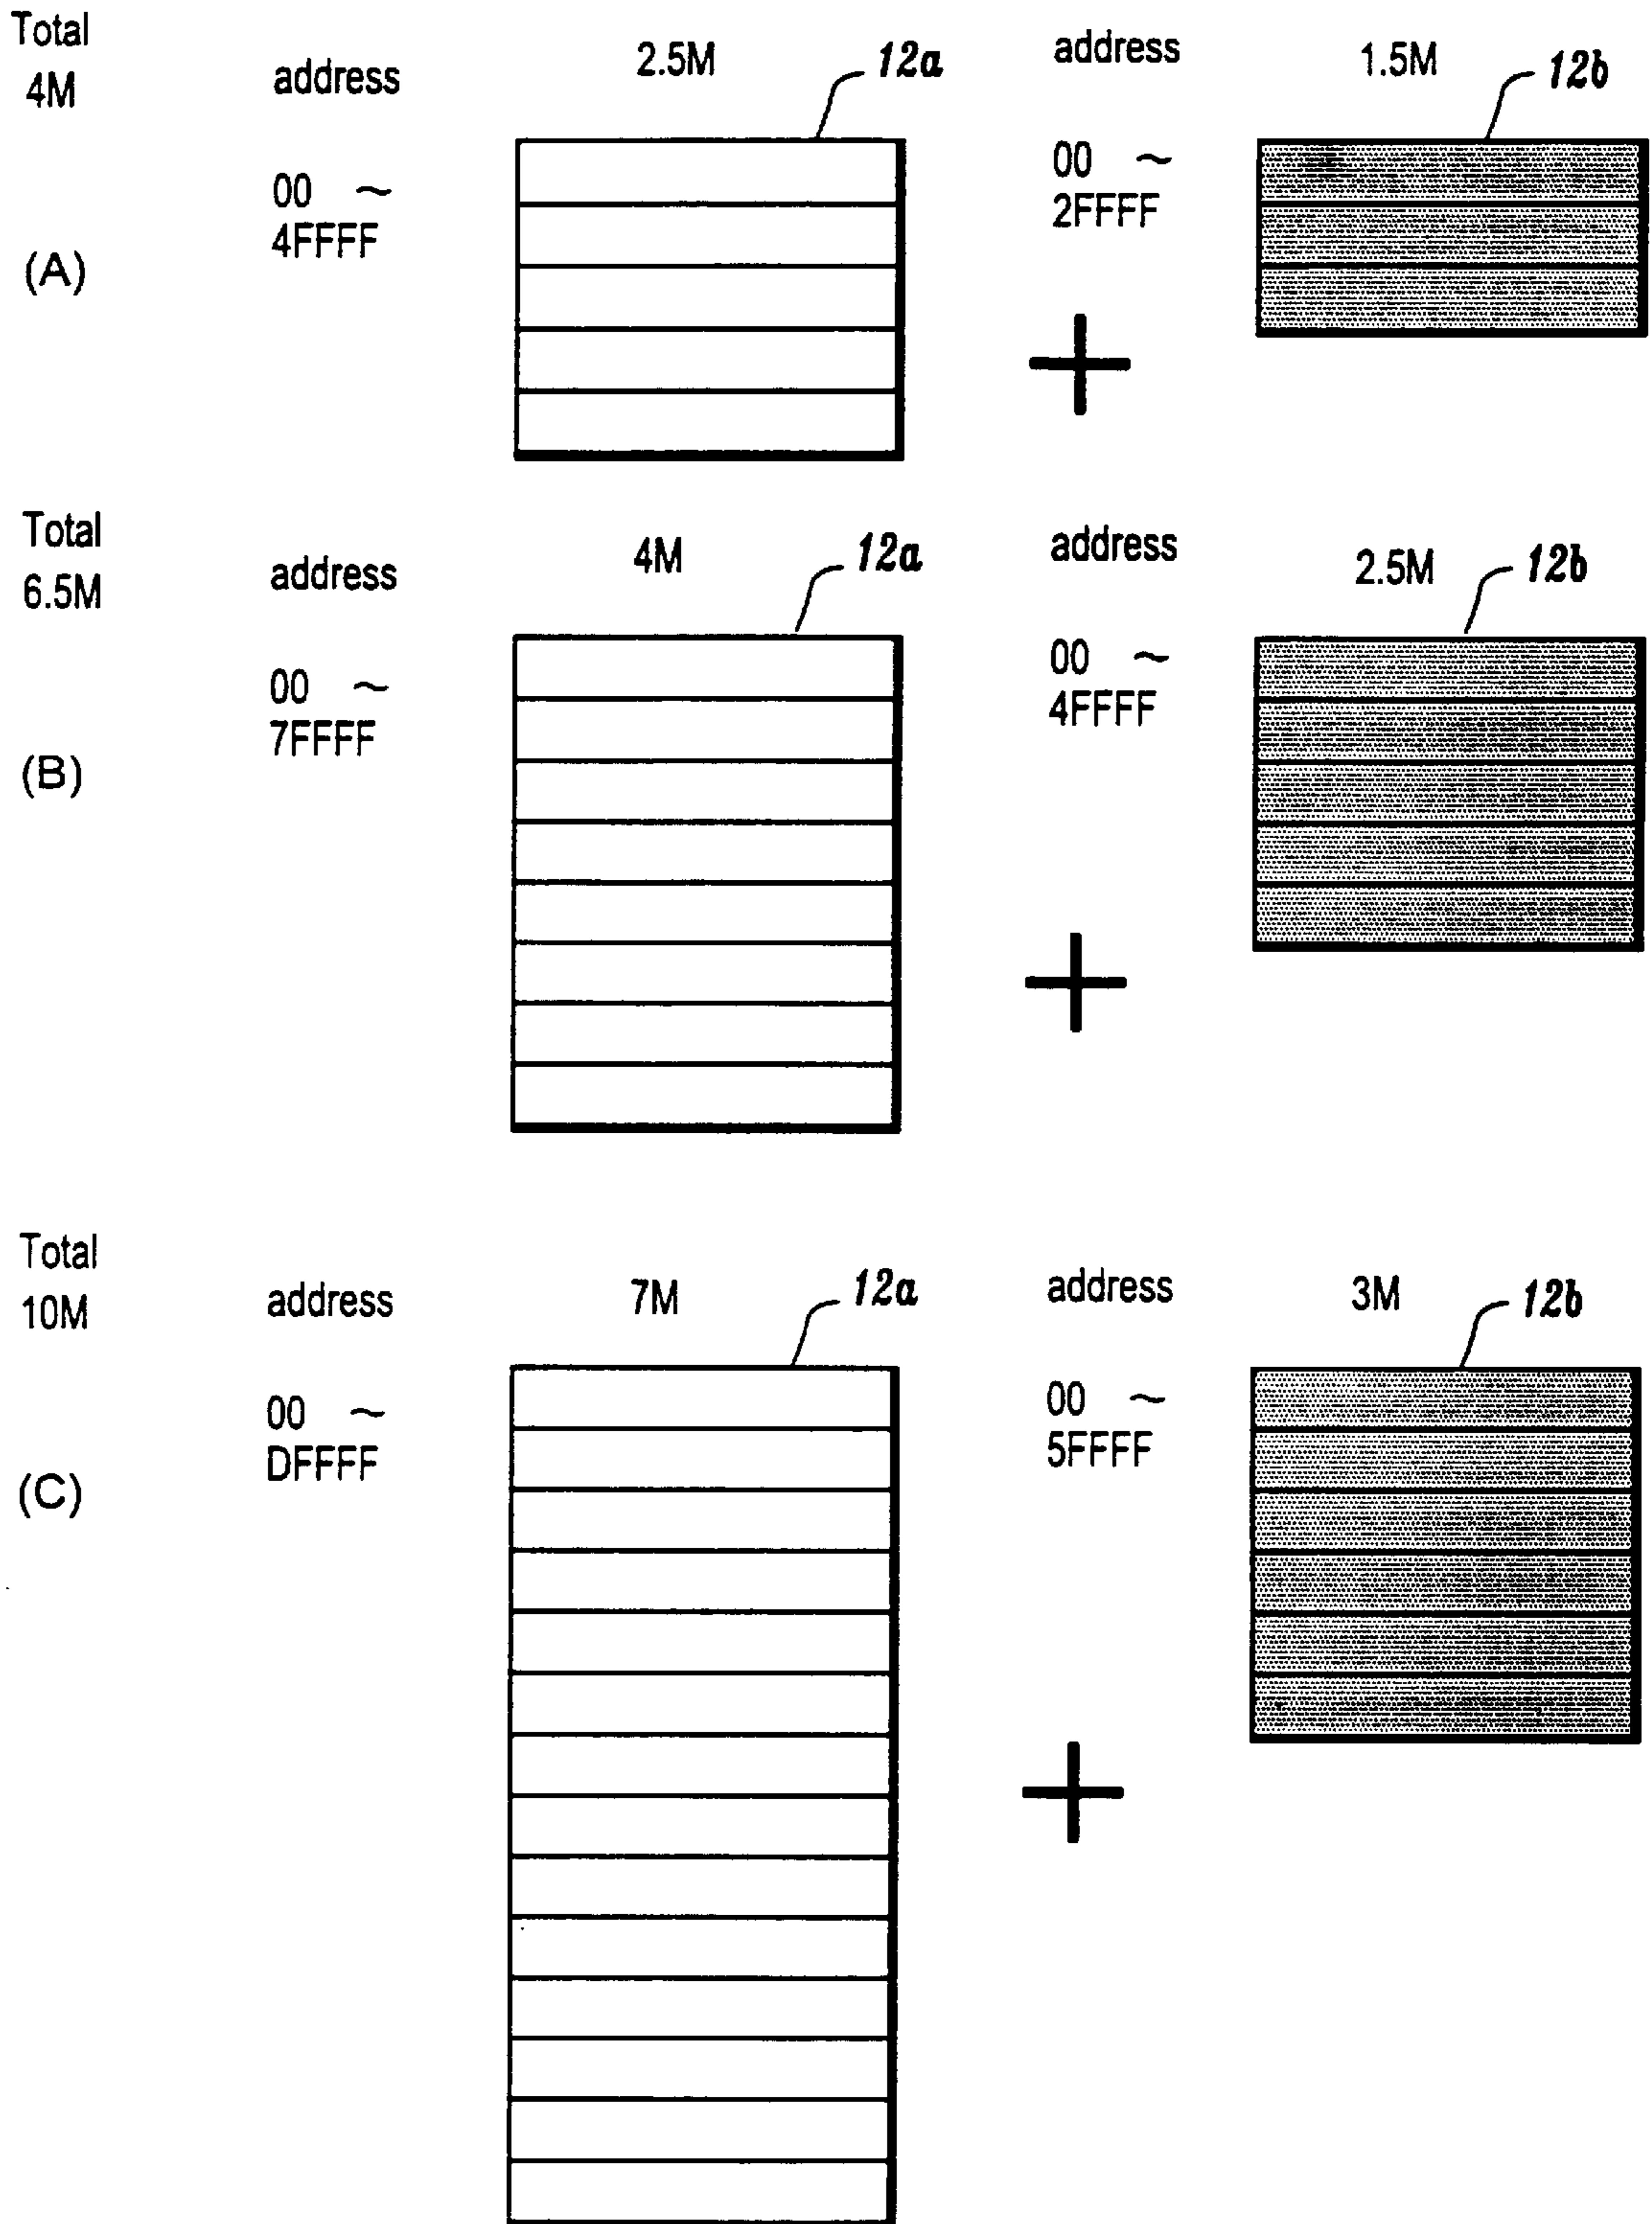 Total
4M
address
2.5M
12a
address
1.5M
12b
00 ~
4FFFF
00 ~
2FFFF
(A)
+
Total
6.5M
address
4M
12a
address
2.5M
12b
00 ~
7FFFF
00 ~
4FFFF
(B)
+
Total
10M
address
7M
12a
address
3M
12b
00 ~
DFFFF
00 ~
5FFFF
(C)
+